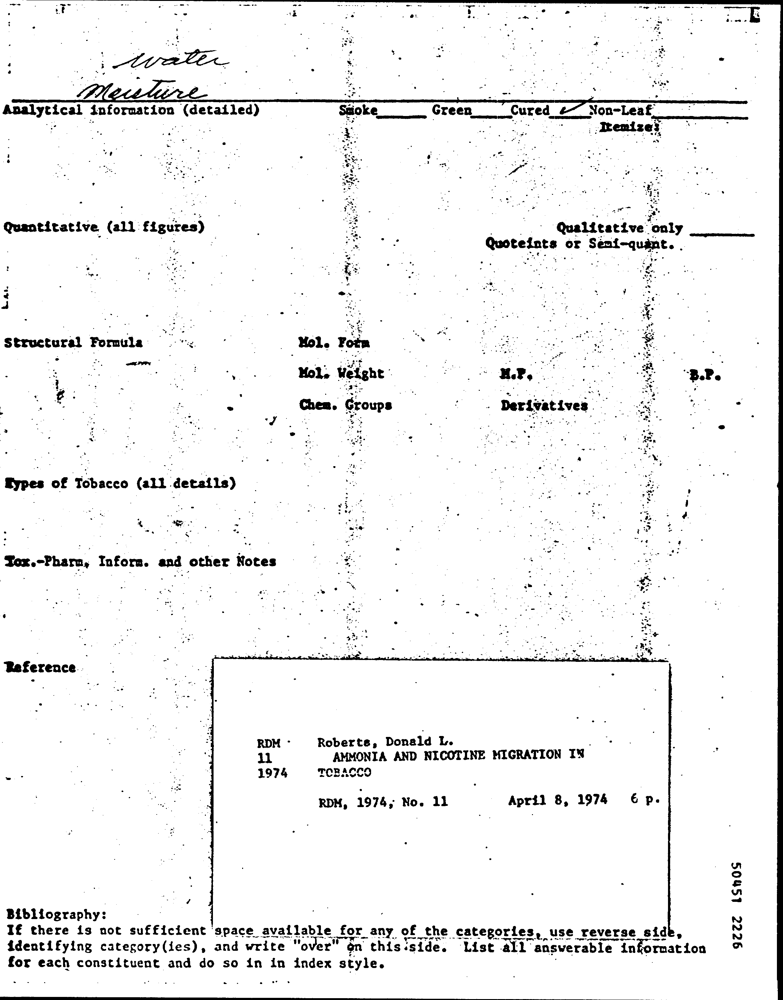 water
Moisture
Analytical information (detailed) Smoke Green Cured ✓ Non-Leaf
Itemize:
Quantitative (all figures) Qualitative only
Quoteints or Semi-quant.
Structural Formula Mol. Form
Mol. Weight M.P. B.P.
Chem. Groups Derivatives
Types of Tobacco (all details)
Tox.-Pharm. Inform. and other Notes
Reference
RDM Roberts, Donald L.
11 AMMONIA AND NICOTINE MIGRATION IN
1974 TOBACCO
RDM, 1974, No. 11 April 8, 1974 6 p.
50451 2226
Bibliography:
If there is not sufficient space available for any of the categories, use reverse side,
identifying category(ies), and write "over" on this side. List all answerable information
for each constituent and do so in in index style.